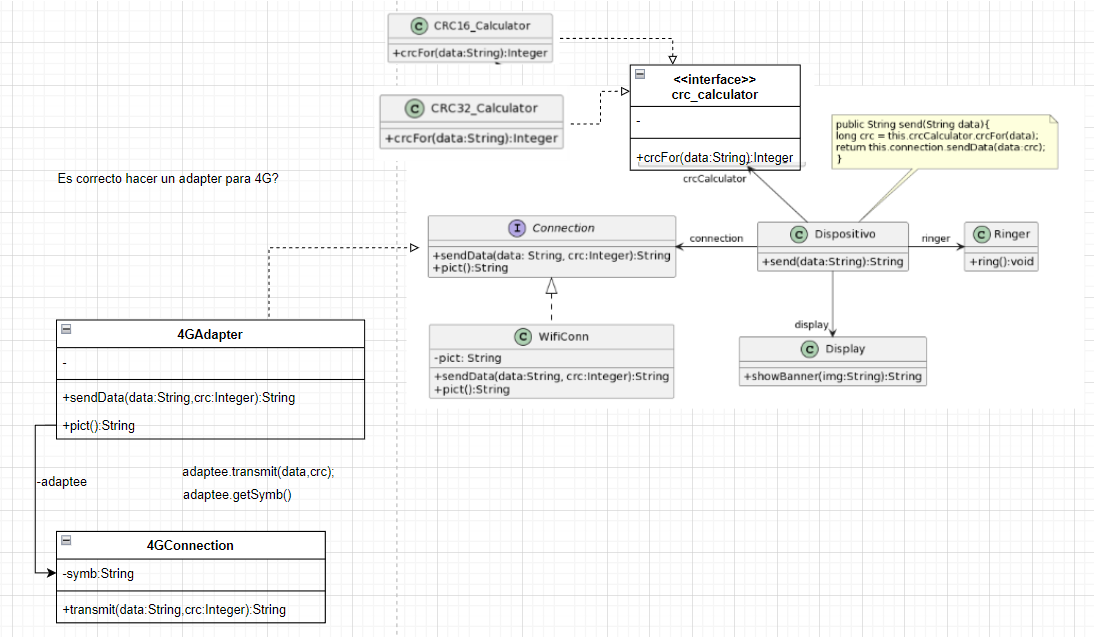 C CRC16_Calculator
+crcFor(data:String):Integer
C CRC32_Calculator
+crcFor(data:String):Integer
<<interface>>
crc_calculator
-
+crcFor(data:String):Integer
crcCalculator
public String send(String data){
long crc = this.crcCalculator.crcFor(data);
return this.connection.sendData(data:crc);
}
Es correcto hacer un adapter para 4G?
I Connection
+sendData(data: String, crc:Integer):String
+pict():String
connection
C Dispositivo
+send(data:String):String
ringer
C Ringer
+ring():void
C WifiConn
-pict: String
+sendData(data:String, crc:Integer):String
+pict():String
display
C Display
+showBanner(img:String):String
4GAdapter
-
+sendData(data:String,crc:Integer):String
+pict():String
-adaptee
adaptee.transmit(data,crc);
adaptee.getSymb()
4GConnection
-symb:String
+transmit(data:String,crc:Integer):String